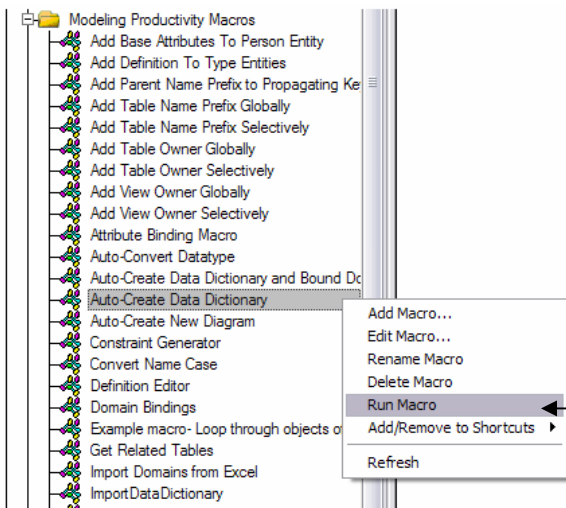 Modeling Productivity Macros
Add Base Attributes To Person Entity
Add Definition To Type Entities
Add Parent Name Prefix to Propagating Ke
Add Table Name Prefix Globally
Add Table Name Prefix Selectively
Add Table Owner Globally
Add Table Owner Selectively
Add View Owner Globally
Add View Owner Selectively
Attribute Binding Macro
Auto-Convert Datatype
Auto-Create Data Dictionary and Bound Do
Auto-Create Data Dictionary
Auto-Create New Diagram
Constraint Generator
Convert Name Case
Definition Editor
Domain Bindings
Example macro- Loop through objects o
Get Related Tables
Import Domains from Excel
ImportDataDictionary
Add Macro...
Edit Macro...
Rename Macro
Delete Macro
Run Macro
Add/Remove to Shortcuts
Refresh